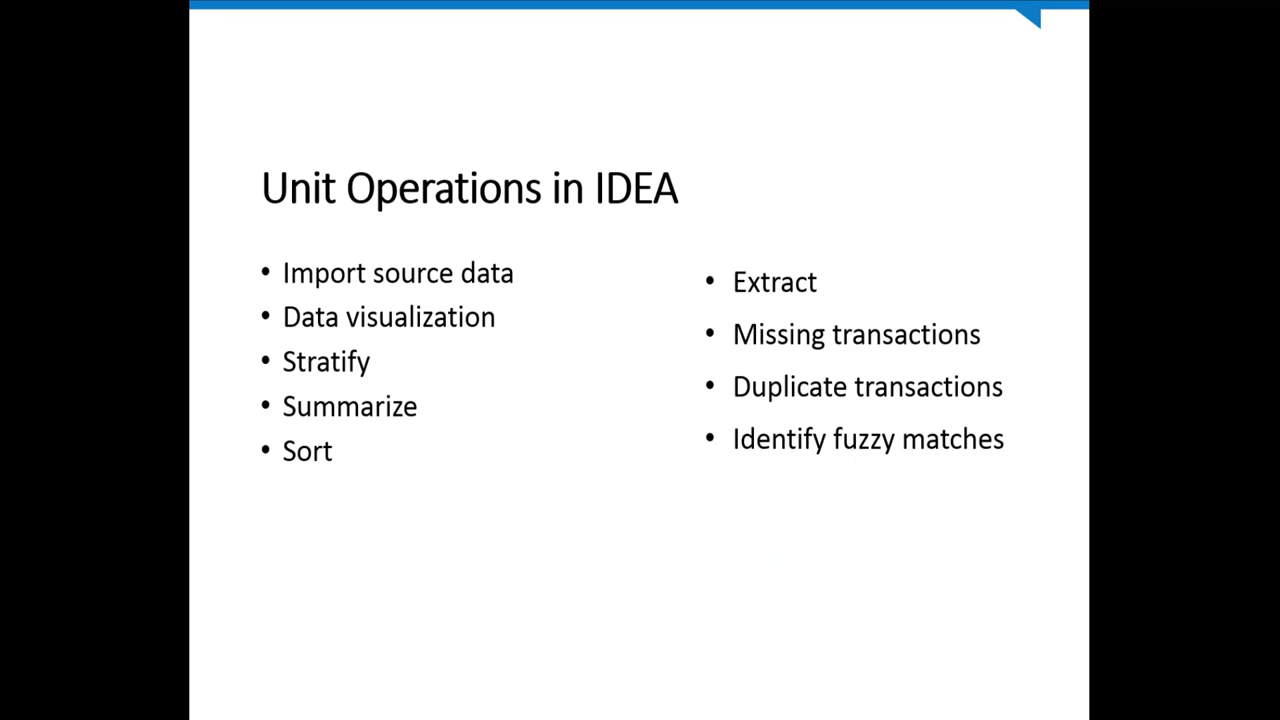 Unit Operations in IDEA
• Import source data
• Data visualization
• Stratify
• Summarize
• Sort
• Extract
• Missing transactions
• Duplicate transactions
• Identify fuzzy matches